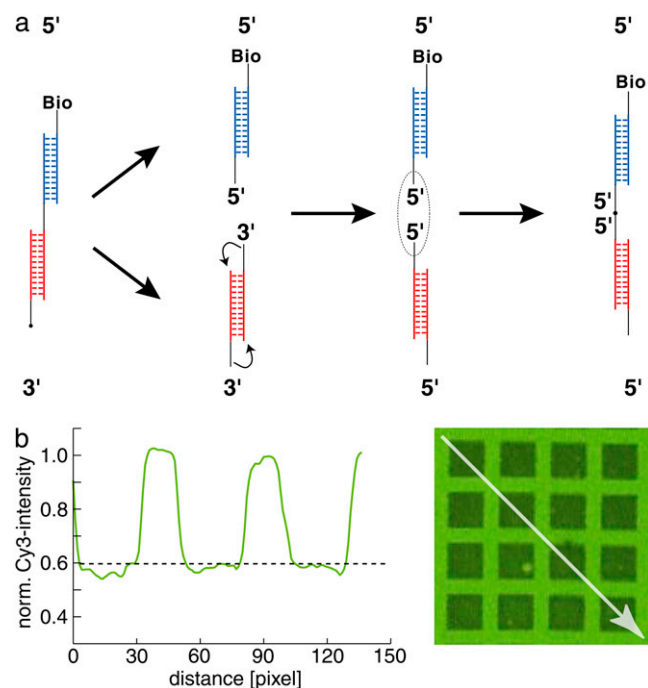 a
5' 5' 5' 5'
Bio Bio Bio Bio
5' 5' 5'
3' 5' 5'
3' 3' 5' 5'
b
norm. Cy3-intensity
1.0
0.8
0.6
0.4
0 30 60 90 120 150
distance [pixel]